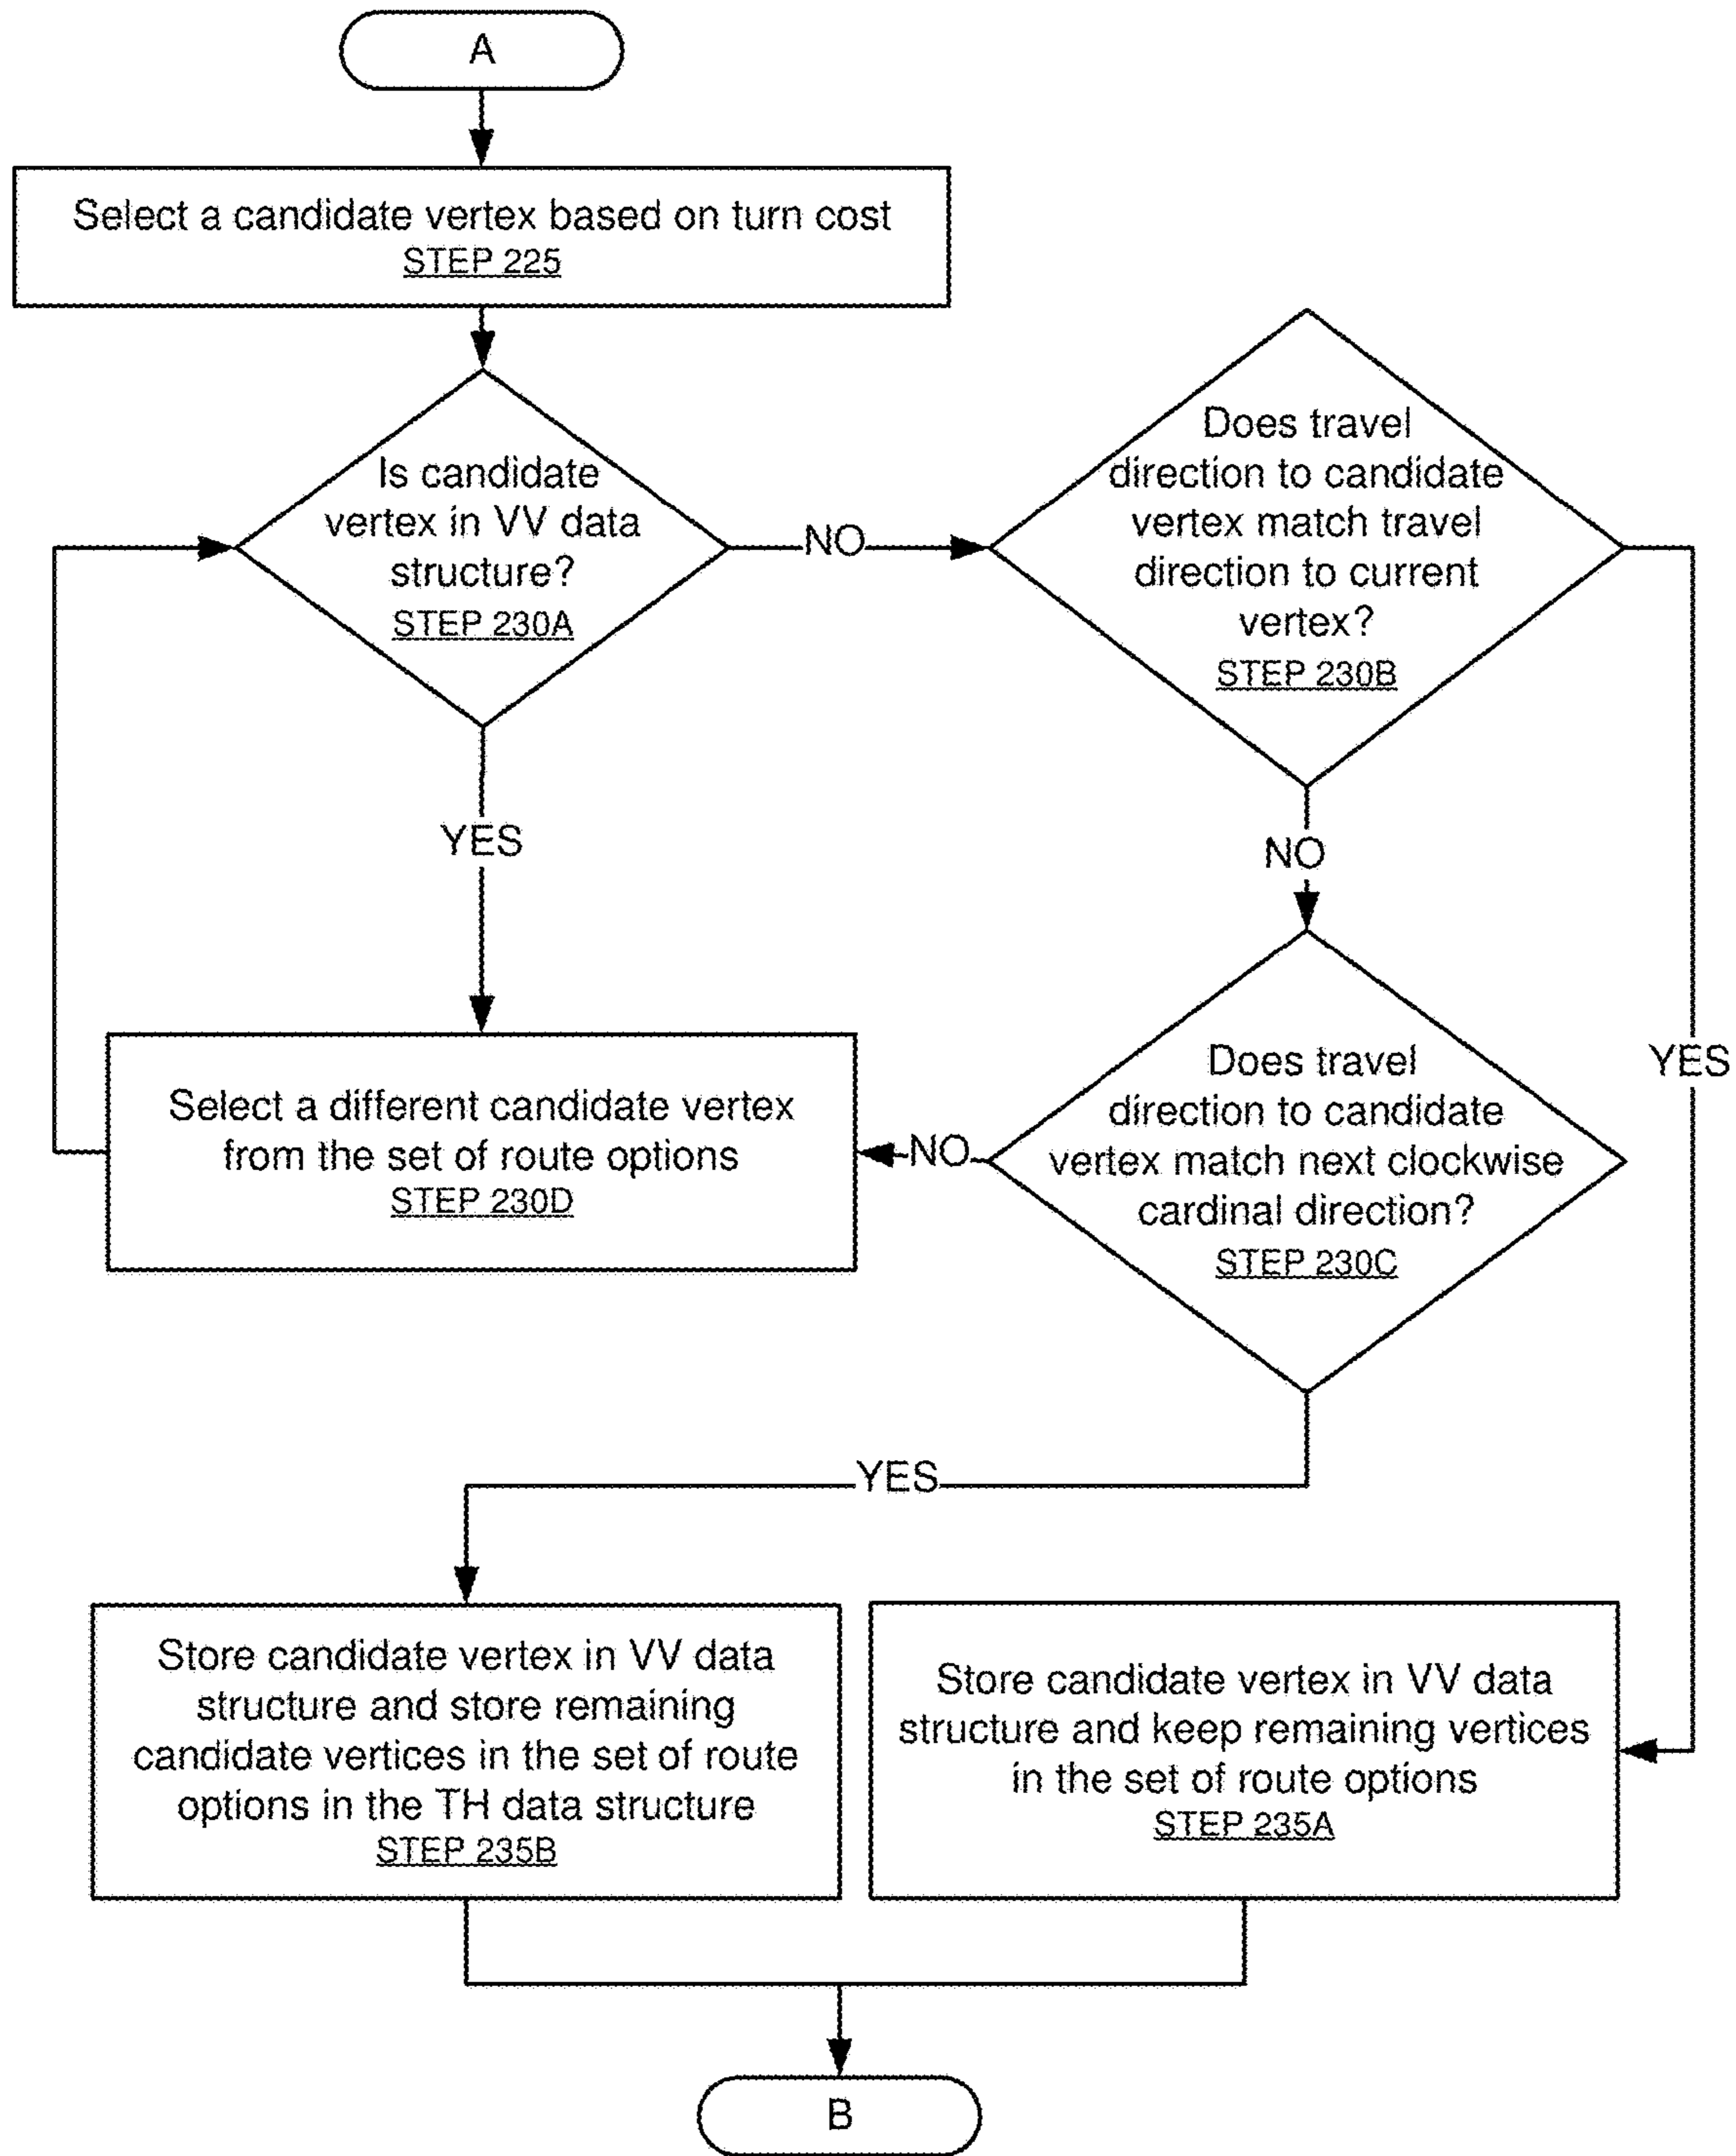 A
Select a candidate vertex based on turn cost
STEP 225
Is candidate
vertex in VV data
structure?
STEP 230A
NO
Does travel
direction to candidate
vertex match travel
direction to current
vertex?
STEP 230B
YES
NO
YES
Does travel
direction to candidate
vertex match next clockwise
cardinal direction?
STEP 230C
NO
Select a different candidate vertex
from the set of route options
STEP 230D
YES
Store candidate vertex in VV data
structure and store remaining
candidate vertices in the set of route
options in the TH data structure
STEP 235B
Store candidate vertex in VV data
structure and keep remaining vertices
in the set of route options
STEP 235A
B